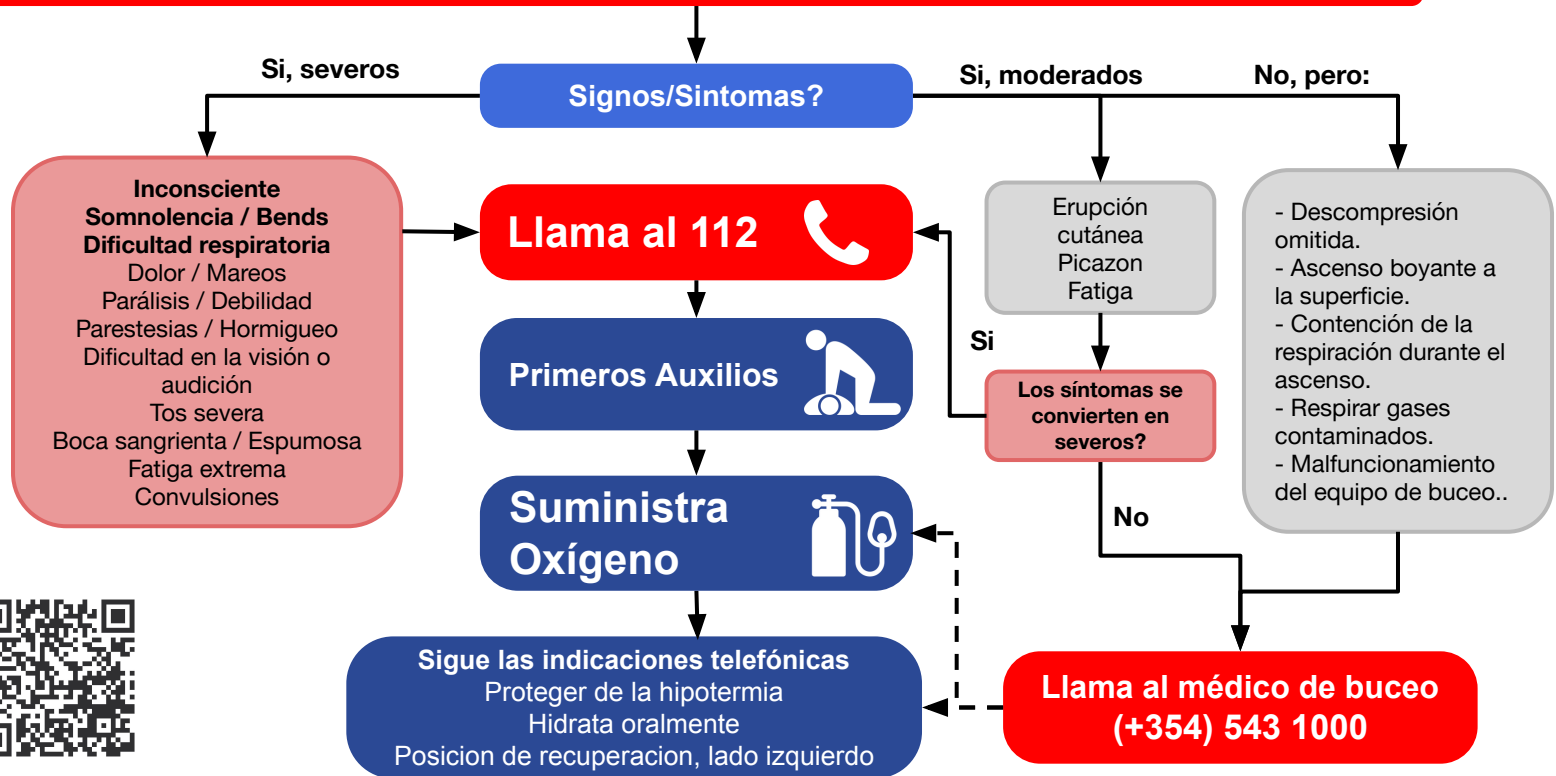 Si, severos
Signos/Sintomas?
Si, moderados
No, pero:
Inconsciente
Somnolencia / Bends
Dificultad respiratoria
Dolor / Mareos
Parálisis / Debilidad
Parestesias / Hormigueo
Dificultad en la visión o
audición
Tos severa
Boca sangrienta / Espumosa
Fatiga extrema
Convulsiones
Llama al 112
Primeros Auxilios
Suministra
Oxígeno
Sigue las indicaciones telefónicas
Proteger de la hipotermia
Hidrata oralmente
Posicion de recuperacion, lado izquierdo
Erupción
cutánea
Picazon
Fatiga
Si
Los síntomas se
convierten en
severos?
No
- Descompresión
omitida.
- Ascenso boyante a
la superficie.
- Contención de la
respiración durante el
ascenso.
- Respirar gases
contaminados.
- Malfuncionamiento
del equipo de buceo..
Llama al médico de buceo
(+354) 543 1000